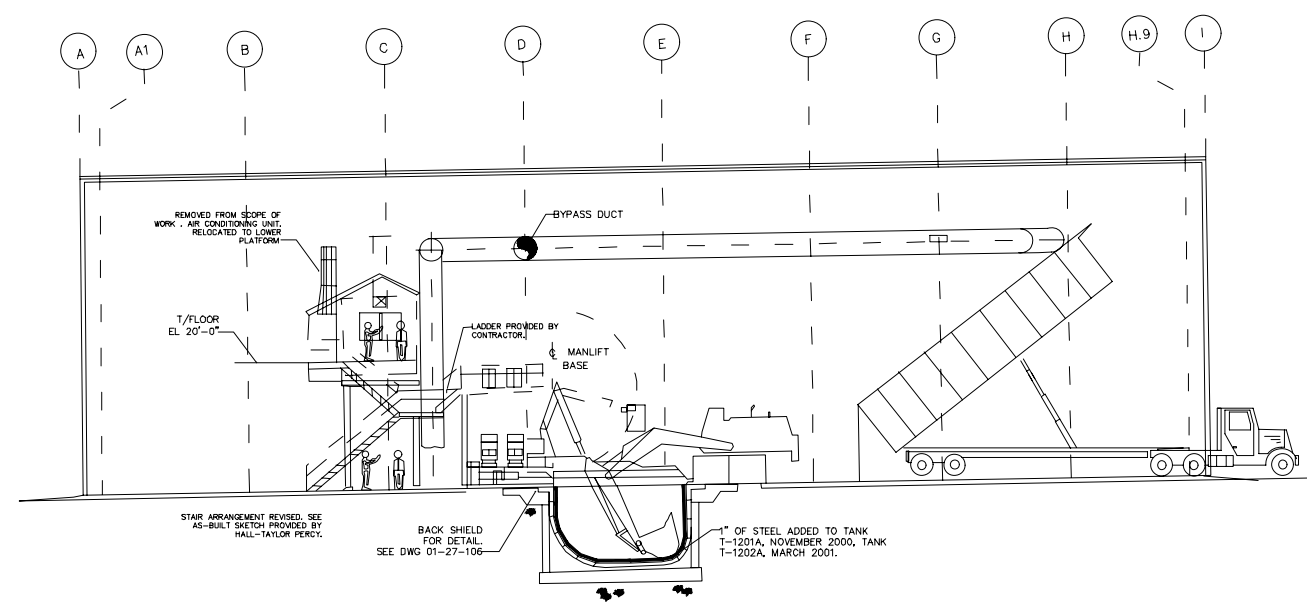 A
A1
B
C
D
E
F
G
H
H.9
I
REMOVED FROM SCOPE OF
WORK . AIR CONDITIONING UNIT.
RELOCATED TO LOWER
PLATFORM
BYPASS DUCT
T/FLOOR
EL 20'-0"
LADDER PROVIDED BY
CONTRACTOR.
℄ MANLIFT
BASE
STAIR ARRANGEMENT REVISED. SEE
AS-BUILT SKETCH PROVIDED BY
HALL-TAYLOR PERCY.
BACK SHIELD
FOR DETAIL.
SEE DWG 01-27-106
1" OF STEEL ADDED TO TANK
T-1201A, NOVEMBER 2000, TANK
T-1202A, MARCH 2001.